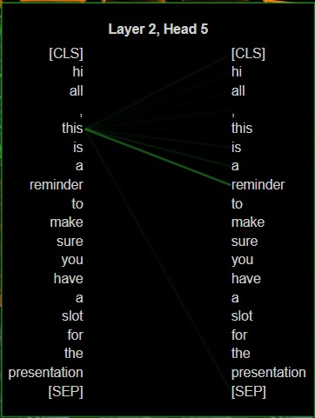 Layer 2, Head 5
[CLS] [CLS]
hi hi
all all
, ,
this this
is is
a a
reminder reminder
to to
make make
sure sure
you you
have have
a a
slot slot
for for
the the
presentation presentation
[SEP] [SEP]